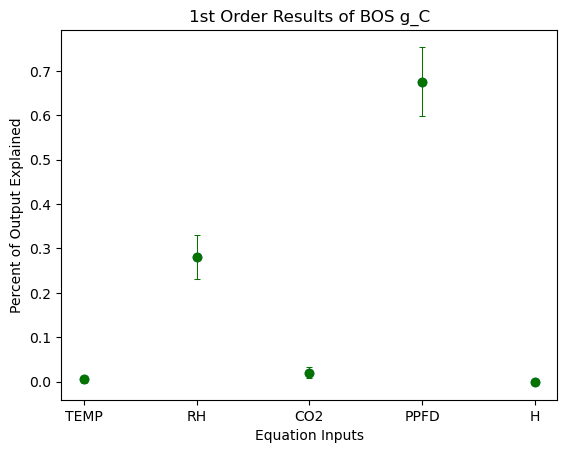 1st Order Results of BOS g_C
Percent of Output Explained
0.7
0.6
0.5
0.4
0.3
0.2
0.1
0.0
TEMP RH CO2 PPFD H
Equation Inputs